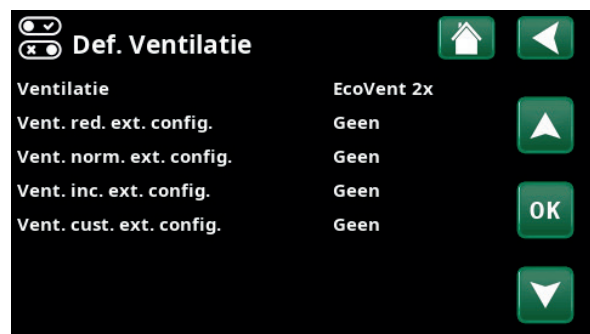 Def. Ventilatie
Ventilatie EcoVent 2x
Vent. red. ext. config. Geen
Vent. norm. ext. config. Geen
Vent. inc. ext. config. Geen
Vent. cust. ext. config. Geen
OK